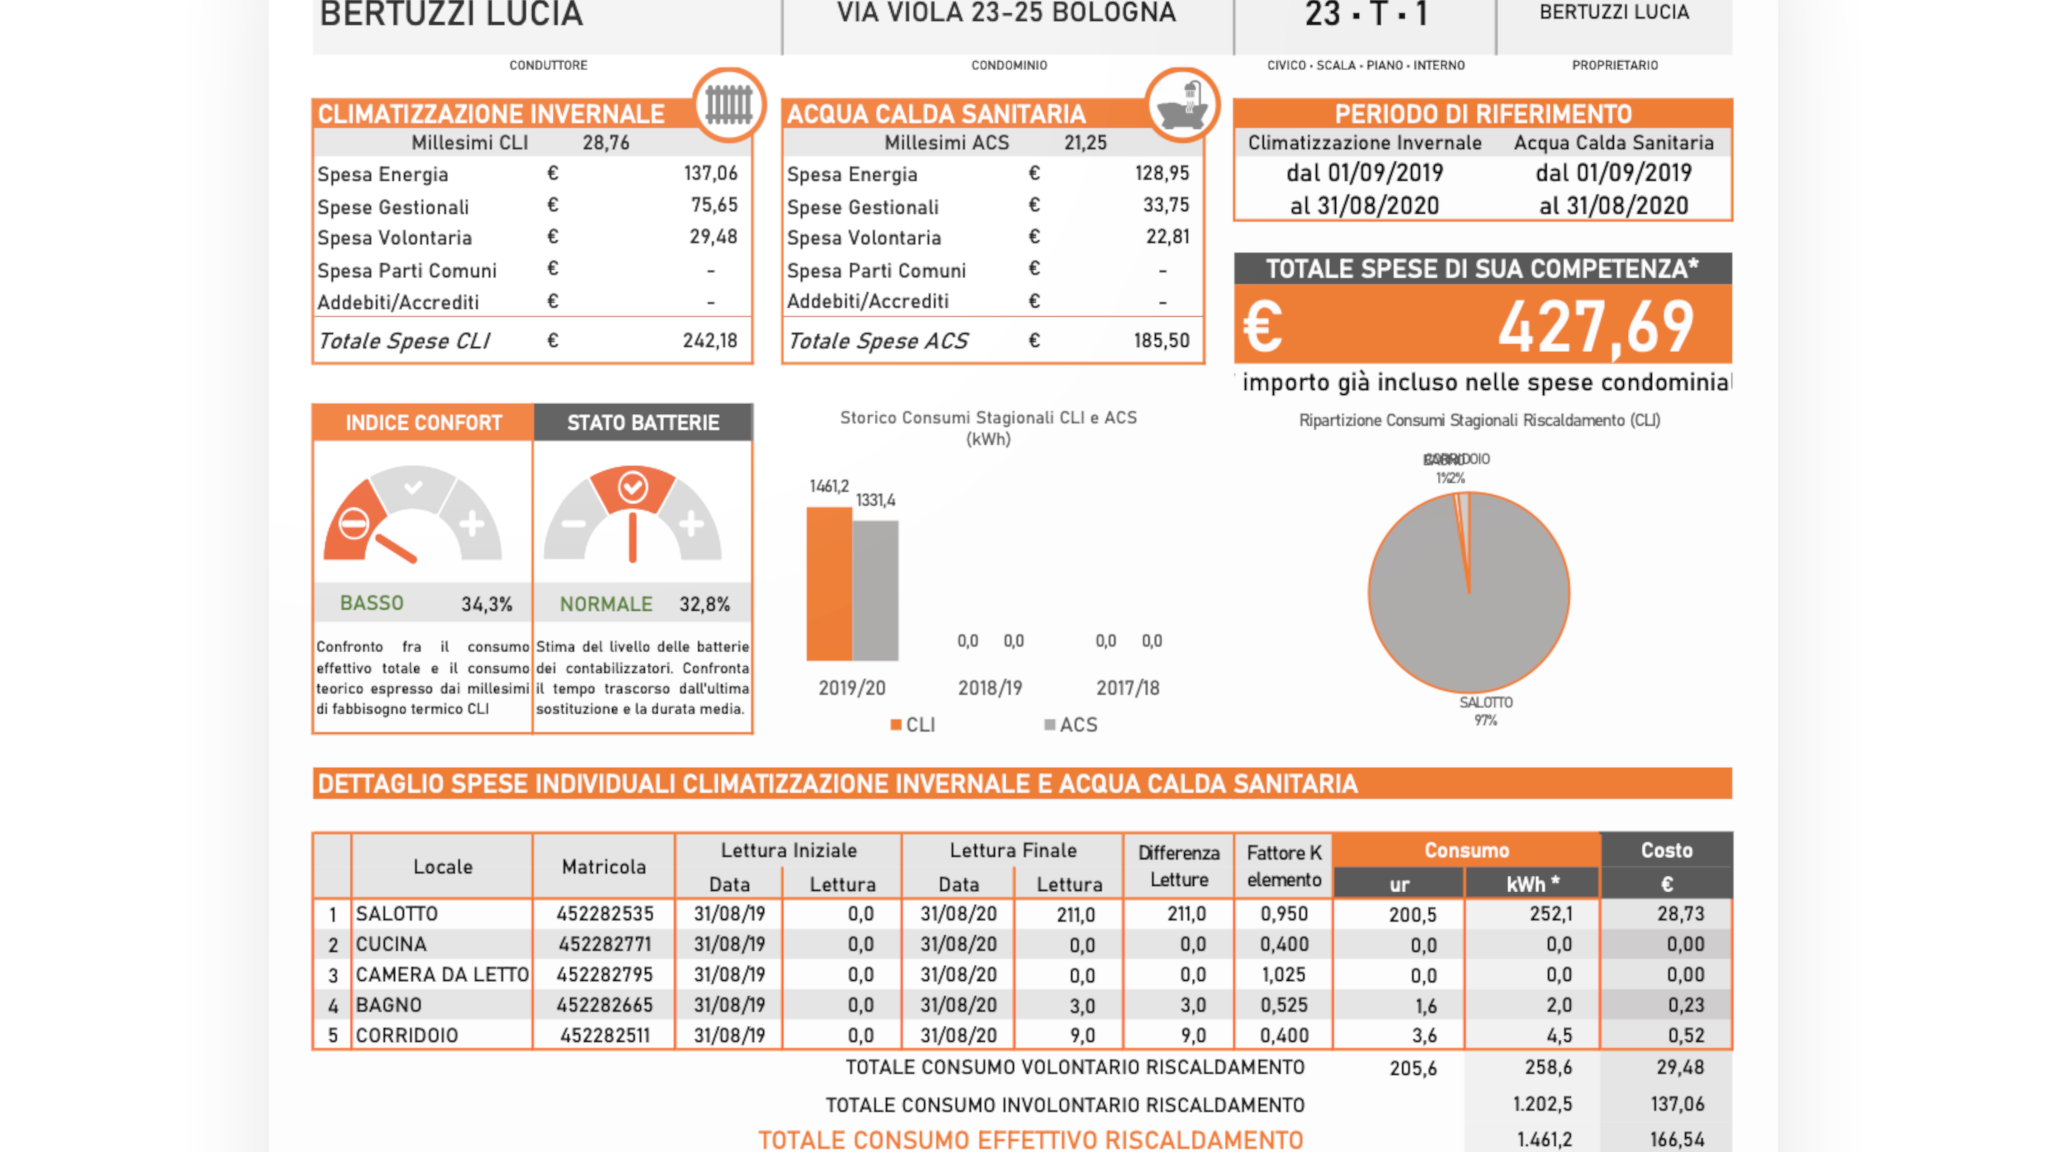 BERTUZZI LUCIA
VIA VIOLA 23-25 BOLOGNA
23 · T · 1
BERTUZZI LUCIA
CONDUTTORE
CONDOMINIO
CIVICO · SCALA · PIANO · INTERNO
PROPRIETARIO
CLIMATIZZAZIONE INVERNALE
Millesimi CLI 28,76
Spesa Energia € 137,06
Spese Gestionali € 75,65
Spesa Volontaria € 29,48
Spesa Parti Comuni € -
Addebiti/Accrediti € -
Totale Spese CLI € 242,18
ACQUA CALDA SANITARIA
Millesimi ACS 21,25
Spesa Energia € 128,95
Spese Gestionali € 33,75
Spesa Volontaria € 22,81
Spesa Parti Comuni € -
Addebiti/Accrediti € -
Totale Spese ACS € 185,50
PERIODO DI RIFERIMENTO
Climatizzazione Invernale Acqua Calda Sanitaria
dal 01/09/2019 dal 01/09/2019
al 31/08/2020 al 31/08/2020
TOTALE SPESE DI SUA COMPETENZA*
€ 427,69
importo già incluso nelle spese condominial
INDICE CONFORT
BASSO 34,3%
Confronto fra il consumo
effettivo totale e il consumo
teorico espresso dai millesimi
di fabbisogno termico CLI
STATO BATTERIE
NORMALE 32,8%
Stima del livello delle batterie
dei contabilizzatori. Confronta
il tempo trascorso dall'ultima
sostituzione e la durata media.
Storico Consumi Stagionali CLI e ACS
(kWh)
1461,2
1331,4
0,0 0,0 0,0 0,0
2019/20 2018/19 2017/18
CLI ACS
Ripartizione Consumi Stagionali Riscaldamento (CLI)
CORRIDOIO
1% 2%
SALOTTO
97%
DETTAGLIO SPESE INDIVIDUALI CLIMATIZZAZIONE INVERNALE E ACQUA CALDA SANITARIA
Locale Matricola Lettura Iniziale Lettura Finale Differenza Letture Fattore K elemento Consumo Costo
Data Lettura Data Lettura ur kWh * €
1 SALOTTO 452282535 31/08/19 0,0 31/08/20 211,0 211,0 0,950 200,5 252,1 28,73
2 CUCINA 452282771 31/08/19 0,0 31/08/20 0,0 0,0 0,400 0,0 0,0 0,00
3 CAMERA DA LETTO 452282795 31/08/19 0,0 31/08/20 0,0 0,0 1,025 0,0 0,0 0,00
4 BAGNO 452282665 31/08/19 0,0 31/08/20 3,0 3,0 0,525 1,6 2,0 0,23
5 CORRIDOIO 452282511 31/08/19 0,0 31/08/20 9,0 9,0 0,400 3,6 4,5 0,52
TOTALE CONSUMO VOLONTARIO RISCALDAMENTO 205,6 258,6 29,48
TOTALE CONSUMO INVOLONTARIO RISCALDAMENTO 1.202,5 137,06
TOTALE CONSUMO EFFETTIVO RISCALDAMENTO 1.461,2 166,54